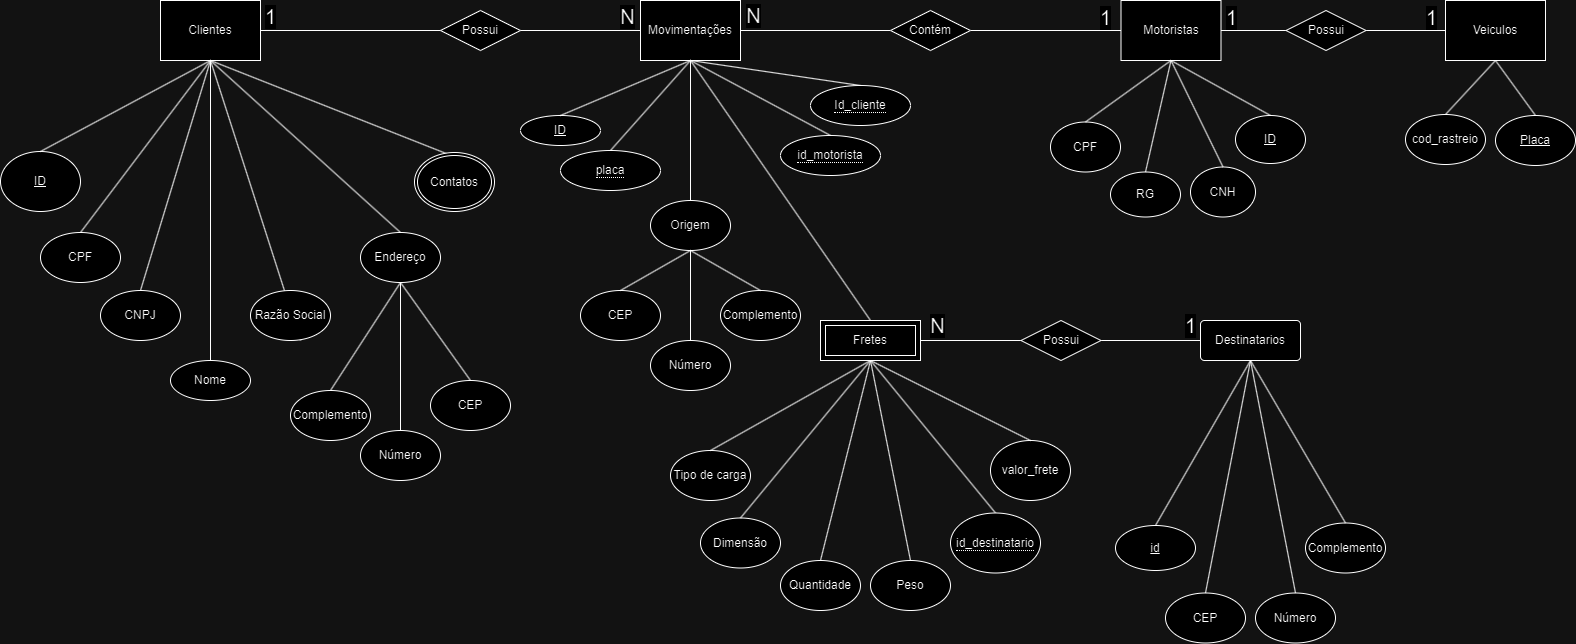 Clientes
1
Possui
N
Movimentações
N
Contém
1
Motoristas
1
Possui
1
Veiculos
Id_cliente
ID
id_motorista
placa
CPF
ID
cod_rastreio
Placa
RG
CNH
ID
Contatos
Origem
CPF
Endereço
CNPJ
Razão Social
CEP
Complemento
Número
Nome
Complemento
CEP
Número
Fretes
N
Possui
1
Destinatarios
Tipo de carga
valor_frete
Dimensão
id_destinatario
Quantidade
Peso
id
Complemento
CEP
Número